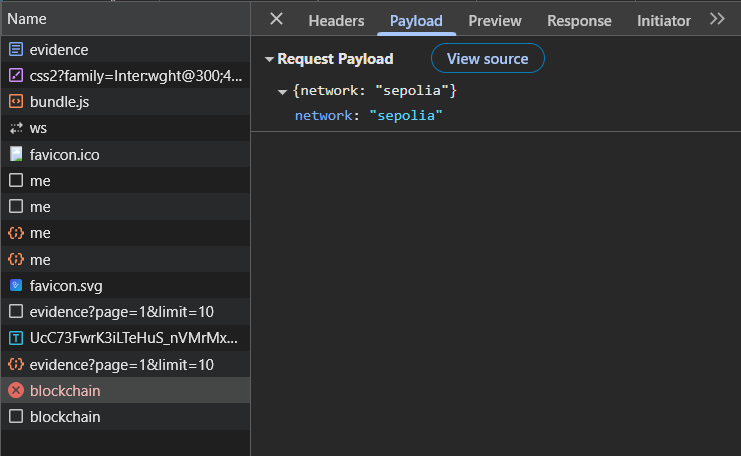 Name
evidence
css2?family=Inter:wght@300;4...
bundle.js
ws
favicon.ico
me
me
me
me
favicon.svg
evidence?page=1&limit=10
UcC73FwrK3iLTeHuS_nVMrMx...
evidence?page=1&limit=10
blockchain
blockchain
Headers Payload Preview Response Initiator
Request Payload View source
{network: "sepolia"}
network: "sepolia"